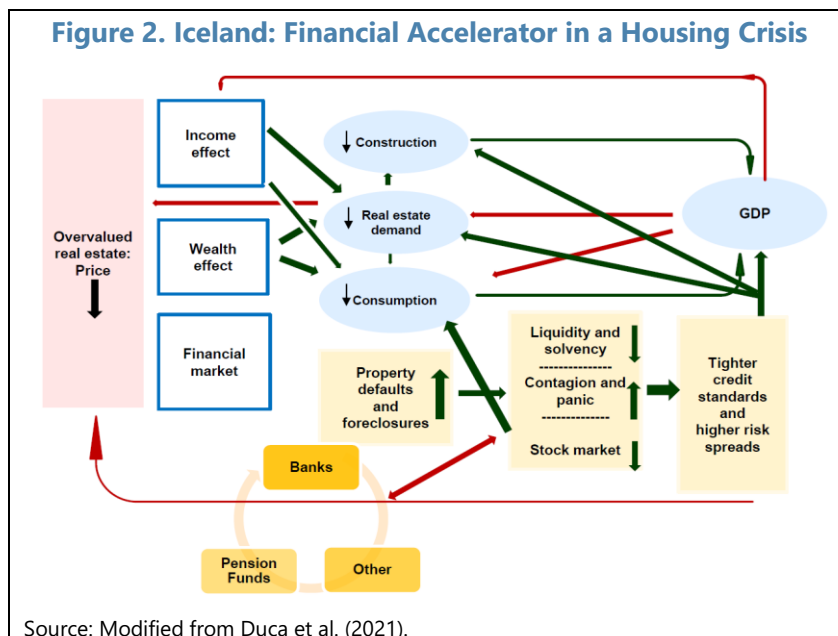 Figure 2. Iceland: Financial Accelerator in a Housing Crisis
Overvalued
real estate:
Price
Income
effect
Wealth
effect
Financial
market
Construction
Real estate
demand
Consumption
GDP
Property
defaults
and
foreclosures
Liquidity and
solvency
---------------
Contagion and
panic
--------------
Stock market
Tighter
credit
standards
and
higher risk
spreads
Banks
Pension
Funds
Other
Source: Modified from Duca et al. (2021).